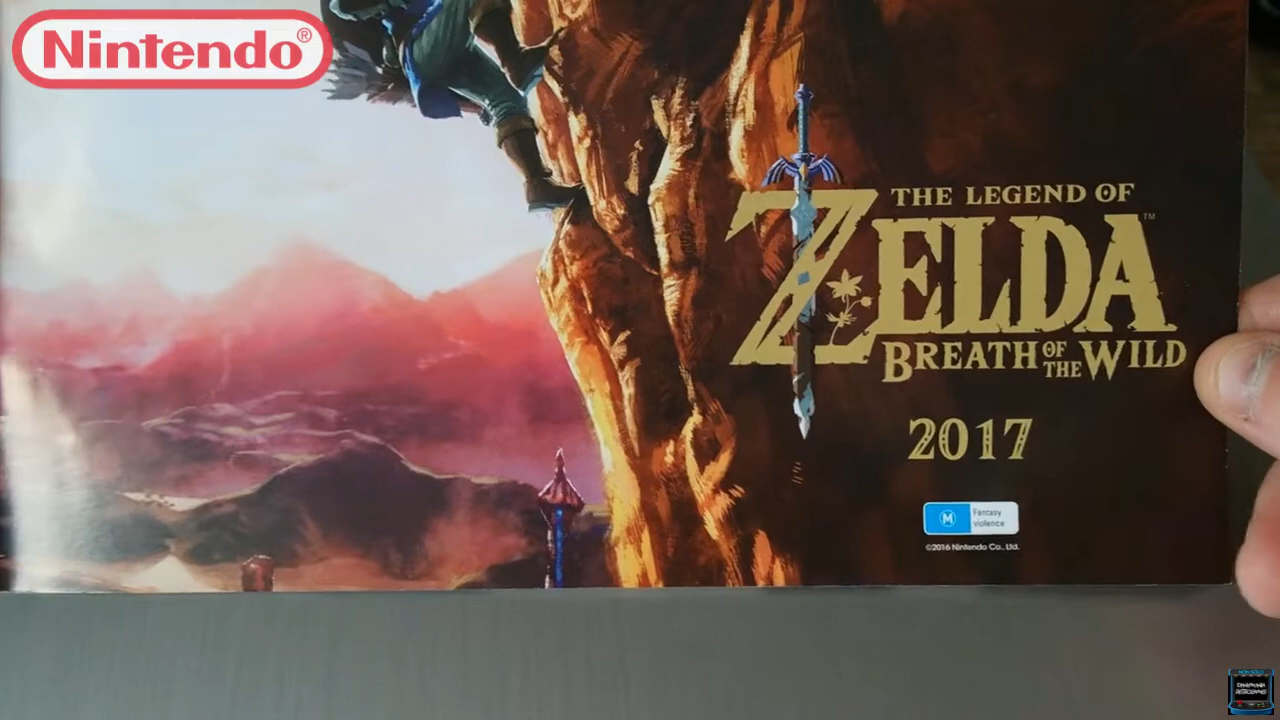 Nintendo®
THE LEGEND OF
ZELDA™
BREATH OF THE WILD
2017
M
Fantasy
violence
©2016 Nintendo Co., Ltd.